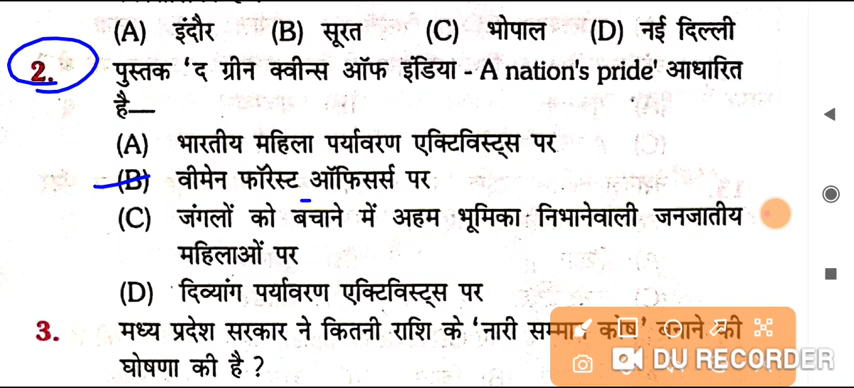 (A) इंदौर (B) सूरत (C) भोपाल (D) नई दिल्ली
2. पुस्तक 'द ग्रीन क्वीन्स ऑफ इंडिया - A nation's pride' आधारित
है—
(A) भारतीय महिला पर्यावरण एक्टिविस्ट्स पर
(B) वीमेन फॉरेस्ट ऑफिसर्स पर
(C) जंगलों को बचाने में अहम भूमिका निभानेवाली जनजातीय
महिलाओं पर
(D) दिव्यांग पर्यावरण एक्टिविस्ट्स पर
3. मध्य प्रदेश सरकार ने कितनी राशि के 'नारी सम्मान कोष' बनाने की
घोषणा की है ?
DU RECORDER